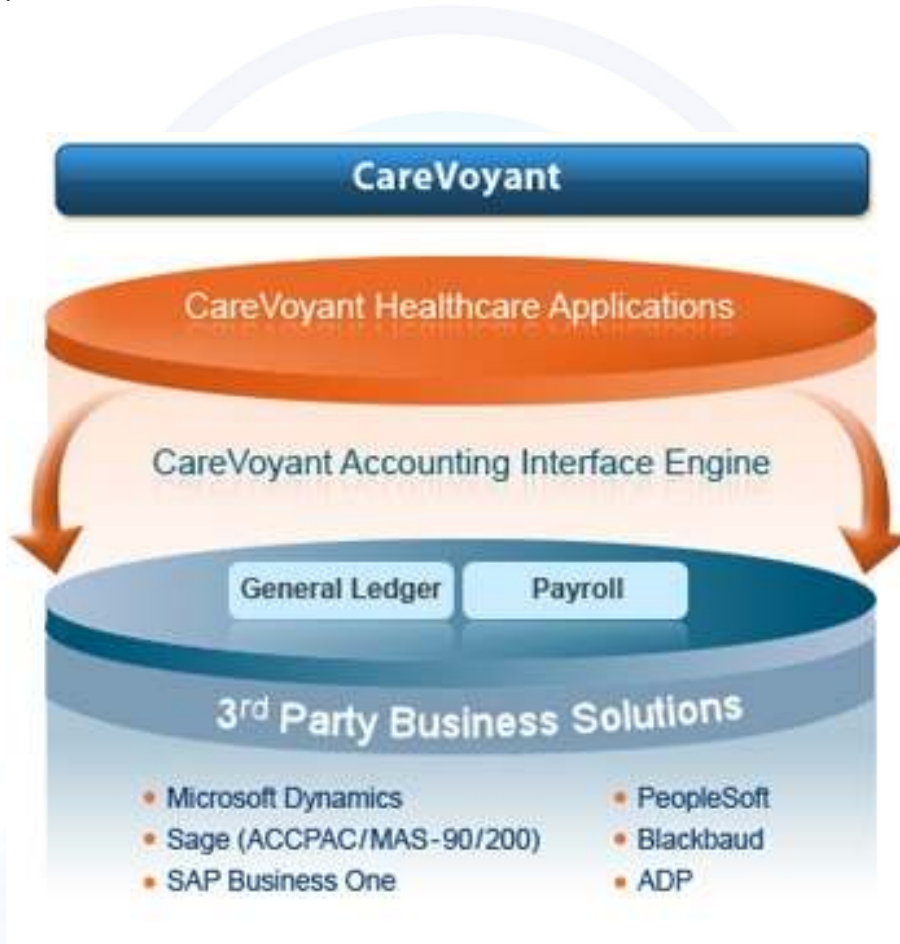 CareVoyant
CareVoyant Healthcare Applications
CareVoyant Accounting Interface Engine
General Ledger
Payroll
3rd Party Business Solutions
• Microsoft Dynamics
• Sage (ACCPAC/MAS-90/200)
• SAP Business One
• PeopleSoft
• Blackbaud
• ADP